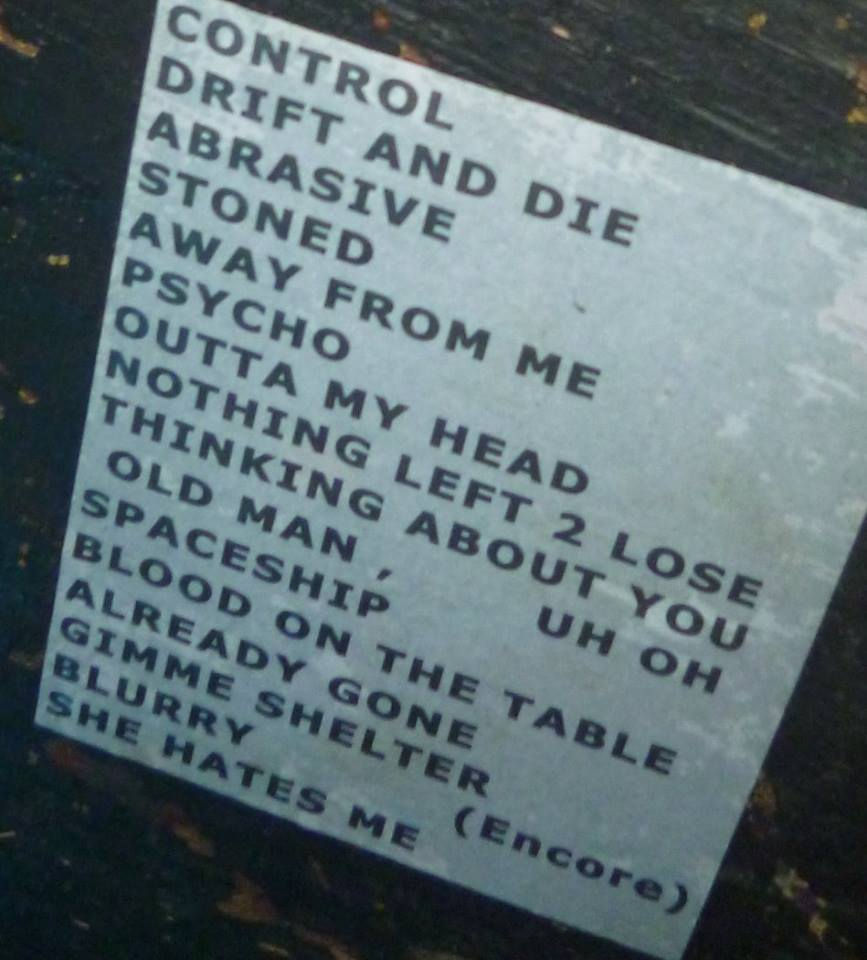 CONTROL
DRIFT AND DIE
ABRASIVE
STONED
AWAY FROM ME
PSYCHO
OUTTA MY HEAD
NOTHING LEFT 2 LOSE
THINKING ABOUT YOU
OLD MAN , UH OH
SPACESHIP
BLOOD ON THE TABLE
ALREADY GONE
GIMME SHELTER
BLURRY (Encore)
SHE HATES ME